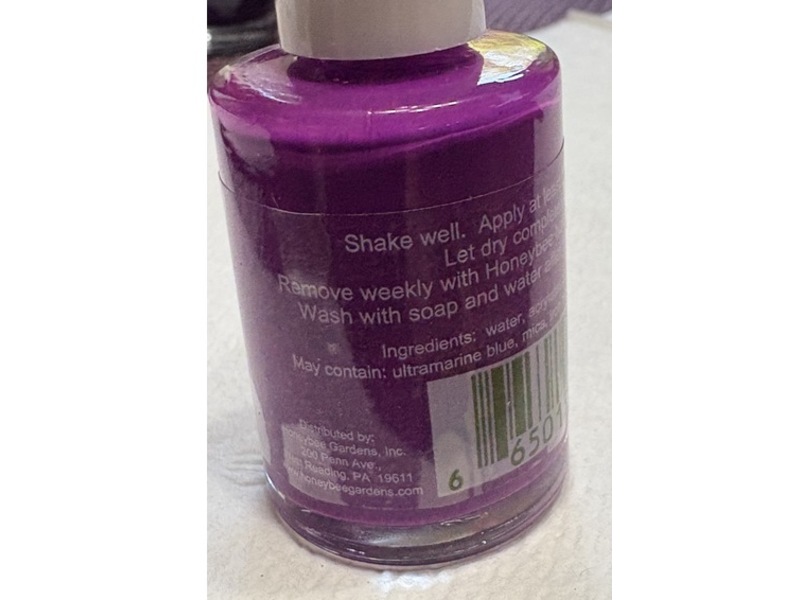 Shake well. Apply at
Let dry
Remove weekly with Honeybee
Wash with soap and water
Ingredients: water,
May contain: ultramarine blue, mica,
Distributed by:
Honeybee Gardens, Inc.
200 Penn Ave.,
Reading, PA 19611
www.honeybeegardens.com
6 6501